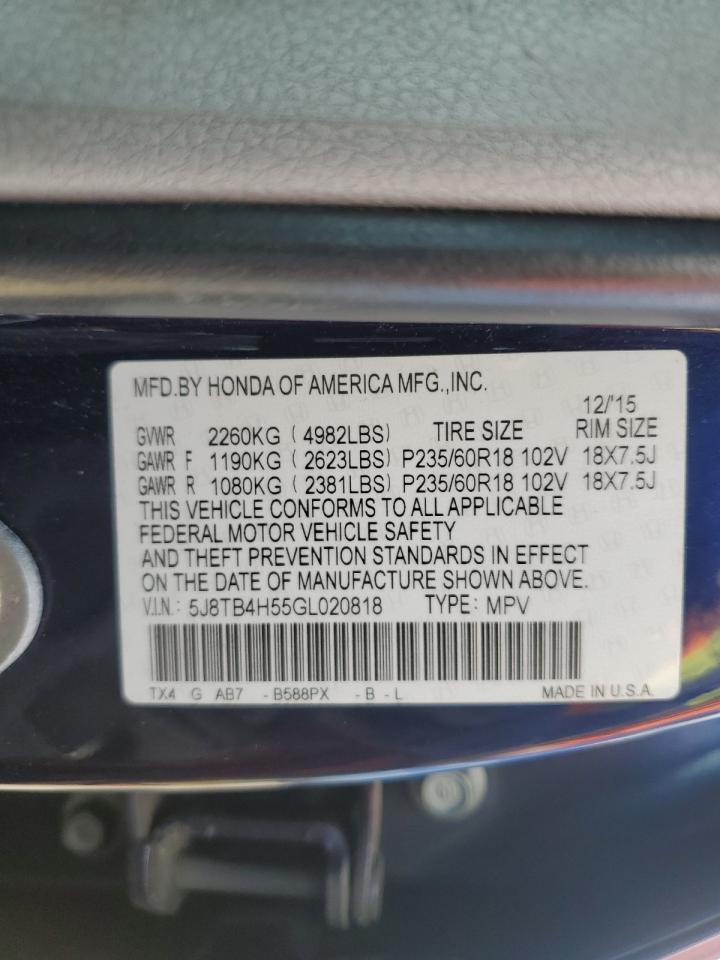 MFD.BY HONDA OF AMERICA MFG.,INC.
12/'15
GVWR 2260KG ( 4982LBS) TIRE SIZE RIM SIZE
GAWR F 1190KG ( 2623LBS) P235/60R18 102V 18X7.5J
GAWR R 1080KG ( 2381LBS) P235/60R18 102V 18X7.5J
THIS VEHICLE CONFORMS TO ALL APPLICABLE
FEDERAL MOTOR VEHICLE SAFETY
AND THEFT PREVENTION STANDARDS IN EFFECT
ON THE DATE OF MANUFACTURE SHOWN ABOVE.
V.I.N.: 5J8TB4H55GL020818 TYPE: MPV
TX4 G AB7 -B588PX -B -L MADE IN U.S.A.